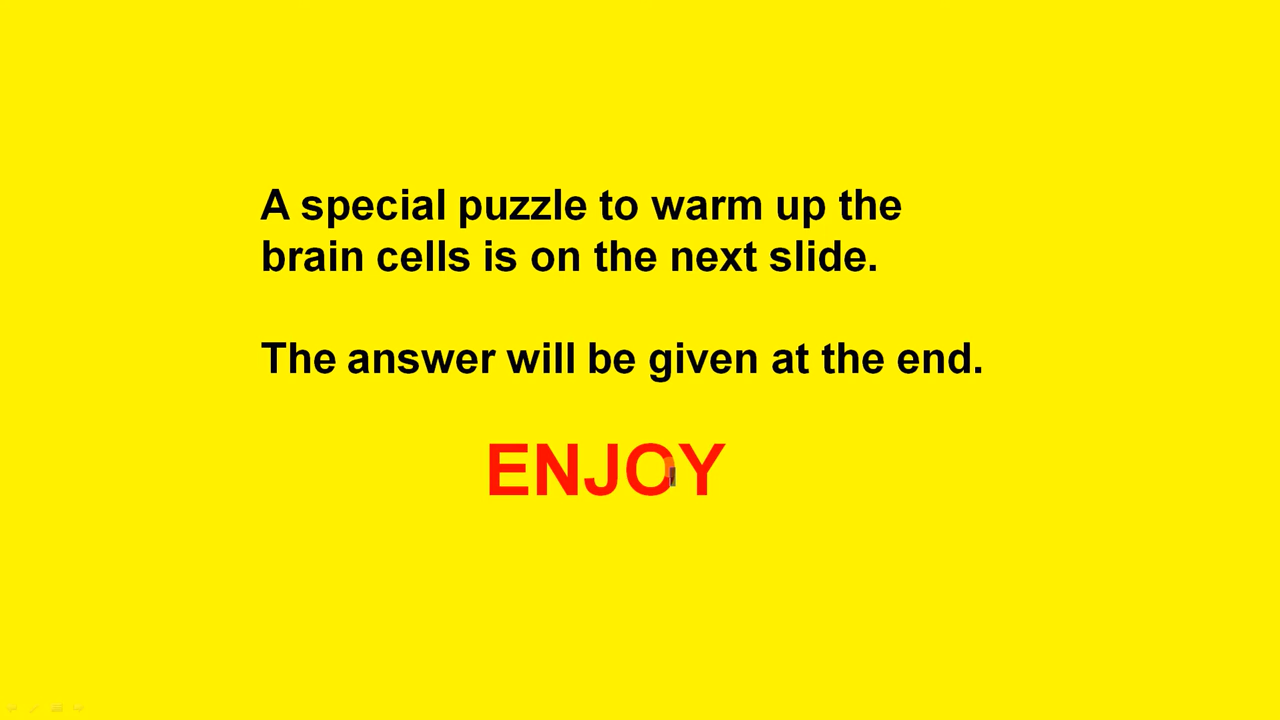 A special puzzle to warm up the
brain cells is on the next slide.
The answer will be given at the end.
ENJOY